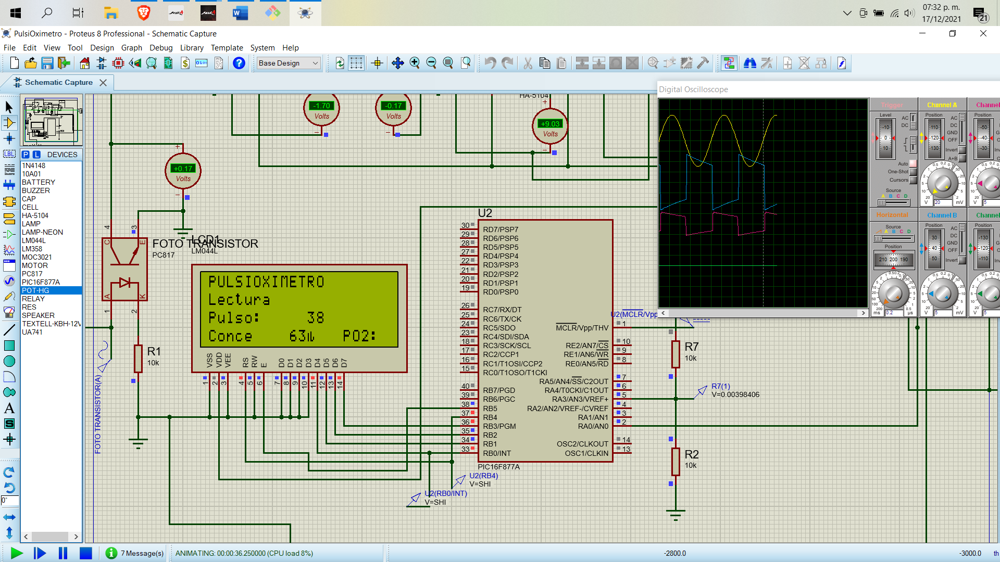 07:32 p. m.
17/12/2021
21
PulsiOximetro - Proteus 8 Professional - Schematic Capture
File Edit View Tool Design Graph Debug Library Template System Help
Base Design
Schematic Capture
Digital Oscilloscope
P L DEVICES
1N4148
10A01
BATTERY
BUZZER
CAP
CELL
HA-5104
LAMP
LAMP-NEON
LM044L
LM358
MOC3021
MOTOR
PC817
PIC16F877A
POT-HG
RELAY
RES
SPEAKER
TEXTELL-KBH-12V
UA741
LBL
0°
-1.70
Volts
-0.17
Volts
HA-5104
+9.03
Volts
+0.17
Volts
4
3
C
E
A
K
1
2
FOTO TRANSISTOR
PC817
LCD1
LM044L
PULSIOXIMETRO
Lectura
Pulso: 38
Conce 63% PO2:
VSS VDD VEE RS RW E D0 D1 D2 D3 D4 D5 D6 D7
1 2 3 4 5 6 7 8 9 10 11 12 13 14
R1
10k
FOTO TRANSISTOR(A)
U2
30 RD7/PSP7
29 RD6/PSP6
28 RD5/PSP5
27 RD4/PSP4
22 RD3/PSP3
21 RD2/PSP2
20 RD1/PSP1
19 RD0/PSP0
26 RC7/RX/DT
25 RC6/TX/CK
24 RC5/SDO
23 RC4/SDI/SDA
18 RC3/SCK/SCL
17 RC2/CCP1
16 RC1/T1OSI/CCP2
15 RC0/T1OSO/T1CKI
40 RB7/PGD
39 RB6/PGC
38 RB5
37 RB4
36 RB3/PGM
35 RB2
34 RB1
33 RB0/INT
MCLR/Vpp/THV 1
RE2/AN7/CS 10
RE1/AN6/WR 9
RE0/AN5/RD 8
RA5/AN4/SS/C2OUT 7
RA4/T0CKI/C1OUT 6
RA3/AN3/VREF+ 5
RA2/AN2/VREF-/CVREF 4
RA1/AN1 3
RA0/AN0 2
OSC2/CLKOUT 14
OSC1/CLKIN 13
PIC16F877A
U2(RB4)
V=SHI
U2(RB0/INT)
V=SHI
U2(MCLR/Vpp
R7
10k
R7(1)
V=0.00398406
R2
10k
Trigger
Level
-10
0
10
AC
DC
Auto
One-Shot
Cursors
Source
A B C D
Horizontal
Source
A B C D
Position
210 200 190
ms 0.2 µs
Channel A
Position
110
-120
130
AC
DC
GND
OFF
Invert
A+B
V 20 mV
Channel B
Position
30
40
50
AC
DC
GND
OFF
Invert
V 5 mV
Channel
Position
-50
-40
-30
V 5
Channel
Position
-130
-120
-110
V 5
7 Message(s)
ANIMATING: 00:00:36.250000 (CPU load 8%)
-2800.0
-3000.0
th